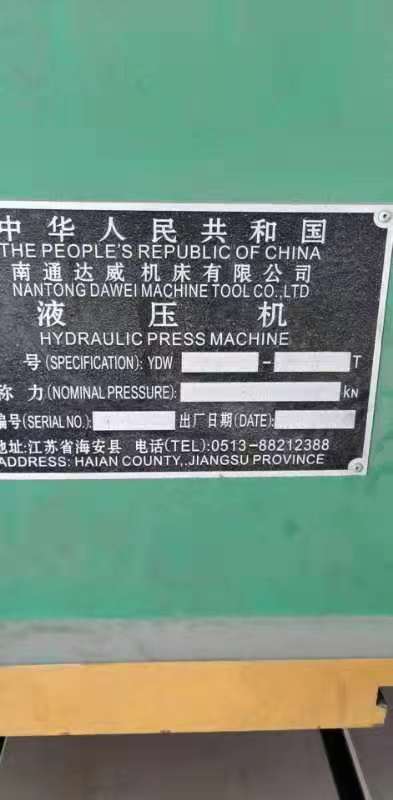 中华人民共和国
THE PEOPLE'S REPUBLIC OF CHINA
南通达威机床有限公司
NANTONG DAWEI MACHINE TOOL CO.,LTD
液压机
HYDRAULIC PRESS MACHINE
号(SPECIFICATION): YDW - T
称 力(NOMINAL PRESSURE): KN
编号(SERIAL NO.): 出厂日期(DATE):
地址:江苏省海安县 电话(TEL):0513-88212388
ADDRESS: HAIAN COUNTY,.JIANGSU PROVINCE